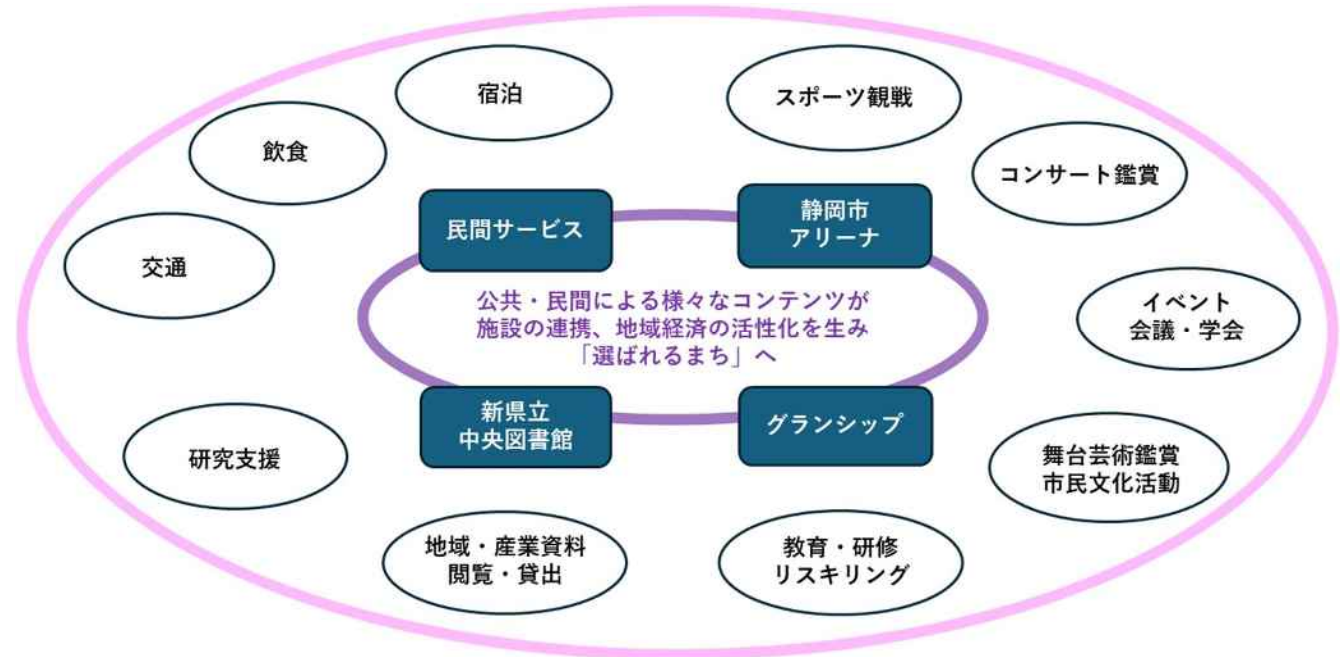 宿泊
スポーツ観戦
飲食
コンサート鑑賞
民間サービス
静岡市
アリーナ
交通
公共・民間による様々なコンテンツが
施設の連携、地域経済の活性化を生み
「選ばれるまち」へ
イベント
会議・学会
新県立
中央図書館
グランシップ
研究支援
舞台芸術鑑賞
市民文化活動
地域・産業資料
閲覧・貸出
教育・研修
リスキリング